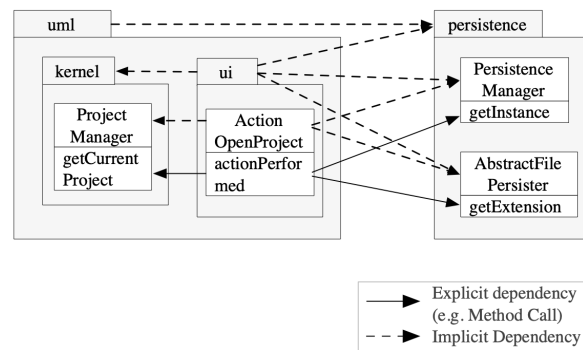 uml
persistence
kernel
ui
Project
Manager
getCurrent
Project
Action
OpenProject
actionPerfor
med
Persistence
Manager
getInstance
AbstractFile
Persister
getExtension
Explicit dependency
(e.g. Method Call)
Implicit Dependency